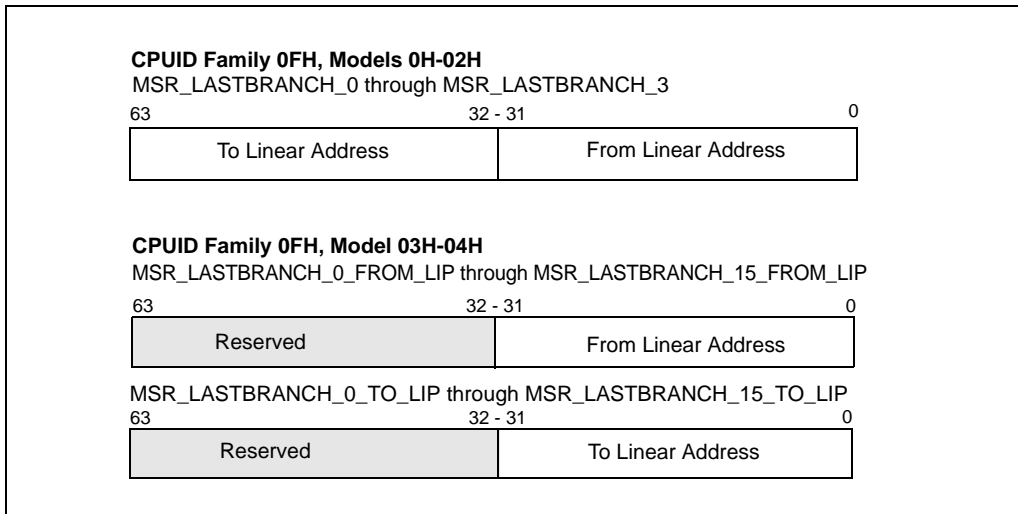 CPUID Family 0FH, Models 0H-02H
MSR_LASTBRANCH_0 through MSR_LASTBRANCH_3
63 32 - 31 0
To Linear Address From Linear Address
CPUID Family 0FH, Model 03H-04H
MSR_LASTBRANCH_0_FROM_LIP through MSR_LASTBRANCH_15_FROM_LIP
63 32 - 31 0
Reserved From Linear Address
MSR_LASTBRANCH_0_TO_LIP through MSR_LASTBRANCH_15_TO_LIP
63 32 - 31 0
Reserved To Linear Address